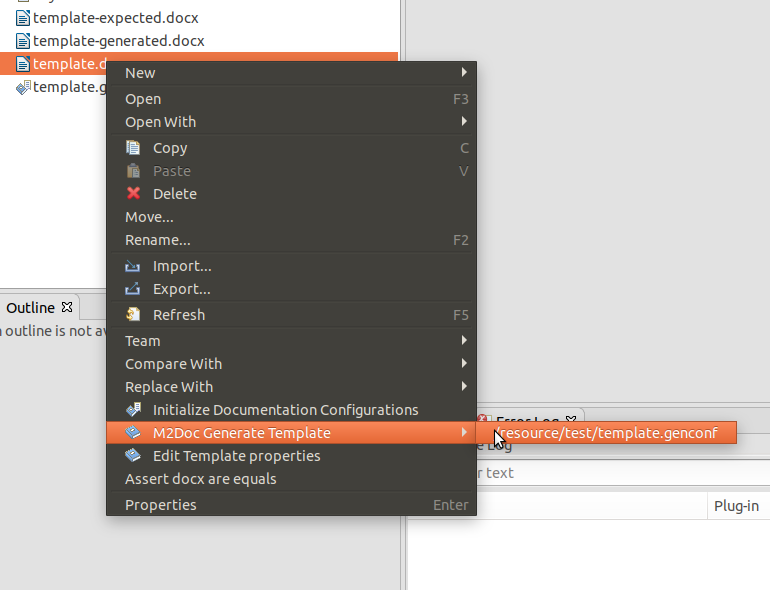 template-expected.docx
template-generated.docx
template.d
template.g
New
Open F3
Open With
Copy C
Paste V
Delete
Move...
Rename... F2
Import...
Export...
Refresh F5
Team
Compare With
Replace With
Initialize Documentation Configurations
M2Doc Generate Template
/resource/test/template.genconf
Edit Template properties
Assert docx are equals
Properties Enter
Outline
outline is not av
Error Log
e Log
r text
Plug-in